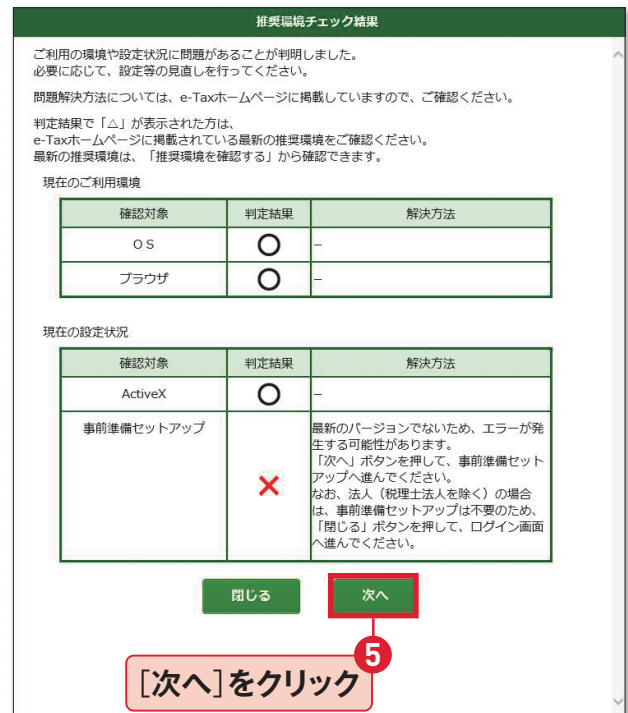 推奨環境チェック結果
ご利用の環境や設定状況に問題があることが判明しました。
必要に応じて、設定等の見直しを行ってください。
問題解決方法については、e-Taxホームページに掲載していますので、ご確認ください。
判定結果で「△」が表示された方は、
e-Taxホームページに掲載されている最新の推奨環境をご確認ください。
最新の推奨環境は、「推奨環境を確認する」から確認できます。
現在のご利用環境
確認対象 判定結果 解決方法
ＯＳ ○ −
ブラウザ ○ −
現在の設定状況
確認対象 判定結果 解決方法
ActiveX ○ −
事前準備セットアップ × 最新のバージョンでないため、エラーが発
生する可能性があります。
「次へ」ボタンを押して、事前準備セット
アップへ進んでください。
なお、法人（税理士法人を除く）の場合
は、事前準備セットアップは不要のため、
「閉じる」ボタンを押して、ログイン画面
へ進んでください。
閉じる 次へ
5
［次へ］をクリック